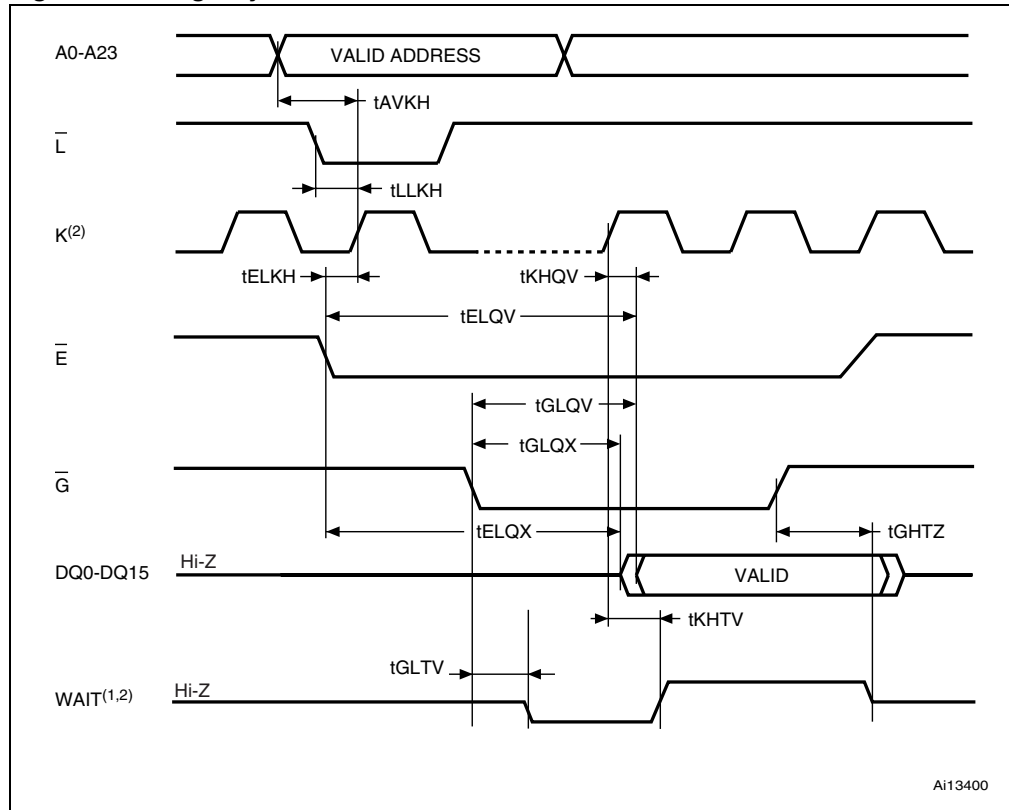 A0-A23
VALID ADDRESS
tAVKH
L
tLLKH
K(2)
tELKH
tKHQV
tELQV
E
tGLQV
tGLQX
G
tELQX
tGHTZ
DQ0-DQ15
Hi-Z
VALID
tKHTV
tGLTV
WAIT(1,2)
Hi-Z
Ai13400